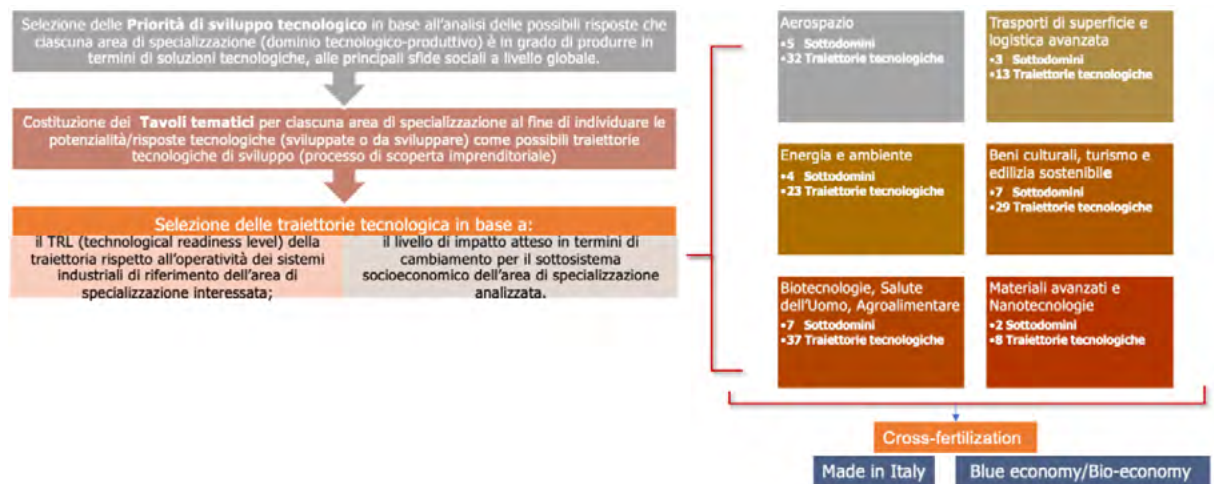 Selezione delle Priorità di sviluppo tecnologico in base all'analisi delle possibili risposte che
ciascuna area di specializzazione (dominio tecnologico-produttivo) è in grado di produrre in
termini di soluzioni tecnologiche, alle principali sfide sociali a livello globale.
Costituzione dei Tavoli tematici per ciascuna area di specializzazione al fine di individuare le
potenzialità/risposte tecnologiche (sviluppate o da sviluppare) come possibili traiettorie
tecnologiche di sviluppo (processo di scoperta imprenditoriale)
Selezione delle traiettorie tecnologica in base a:
il TRL (technological readiness level) della
traiettoria rispetto all'operatività dei sistemi
industriali di riferimento dell'area di
specializzazione interessata;
il livello di impatto atteso in termini di
cambiamento per il sottosistema
socioeconomico dell'area di specializzazione
analizzata.
Aerospazio
•5 Sottodomini
•32 Traiettorie tecnologiche
Trasporti di superficie e
logistica avanzata
•3 Sottodomini
•13 Traiettorie tecnologiche
Energia e ambiente
•4 Sottodomini
•23 Traiettorie tecnologiche
Beni culturali, turismo e
edilizia sostenibile
•7 Sottodomini
•29 Traiettorie tecnologiche
Biotecnologie, Salute
dell'Uomo, Agroalimentare
•7 Sottodomini
•37 Traiettorie tecnologiche
Materiali avanzati e
Nanotecnologie
•2 Sottodomini
•8 Traiettorie tecnologiche
Cross-fertilization
Made in Italy
Blue economy/Bio-economy